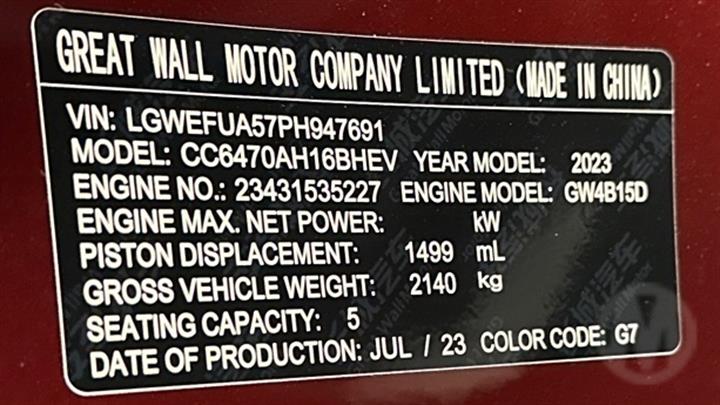 GREAT WALL MOTOR COMPANY LIMITED (MADE IN CHINA)
VIN: LGWEFUA57PH947691
MODEL: CC6470AH16BHEV YEAR MODEL: 2023
ENGINE NO.: 23431535227 ENGINE MODEL: GW4B15D
ENGINE MAX. NET POWER: kW
PISTON DISPLACEMENT: 1499 mL
GROSS VEHICLE WEIGHT: 2140 kg
SEATING CAPACITY: 5
DATE OF PRODUCTION: JUL / 23 COLOR CODE: G7